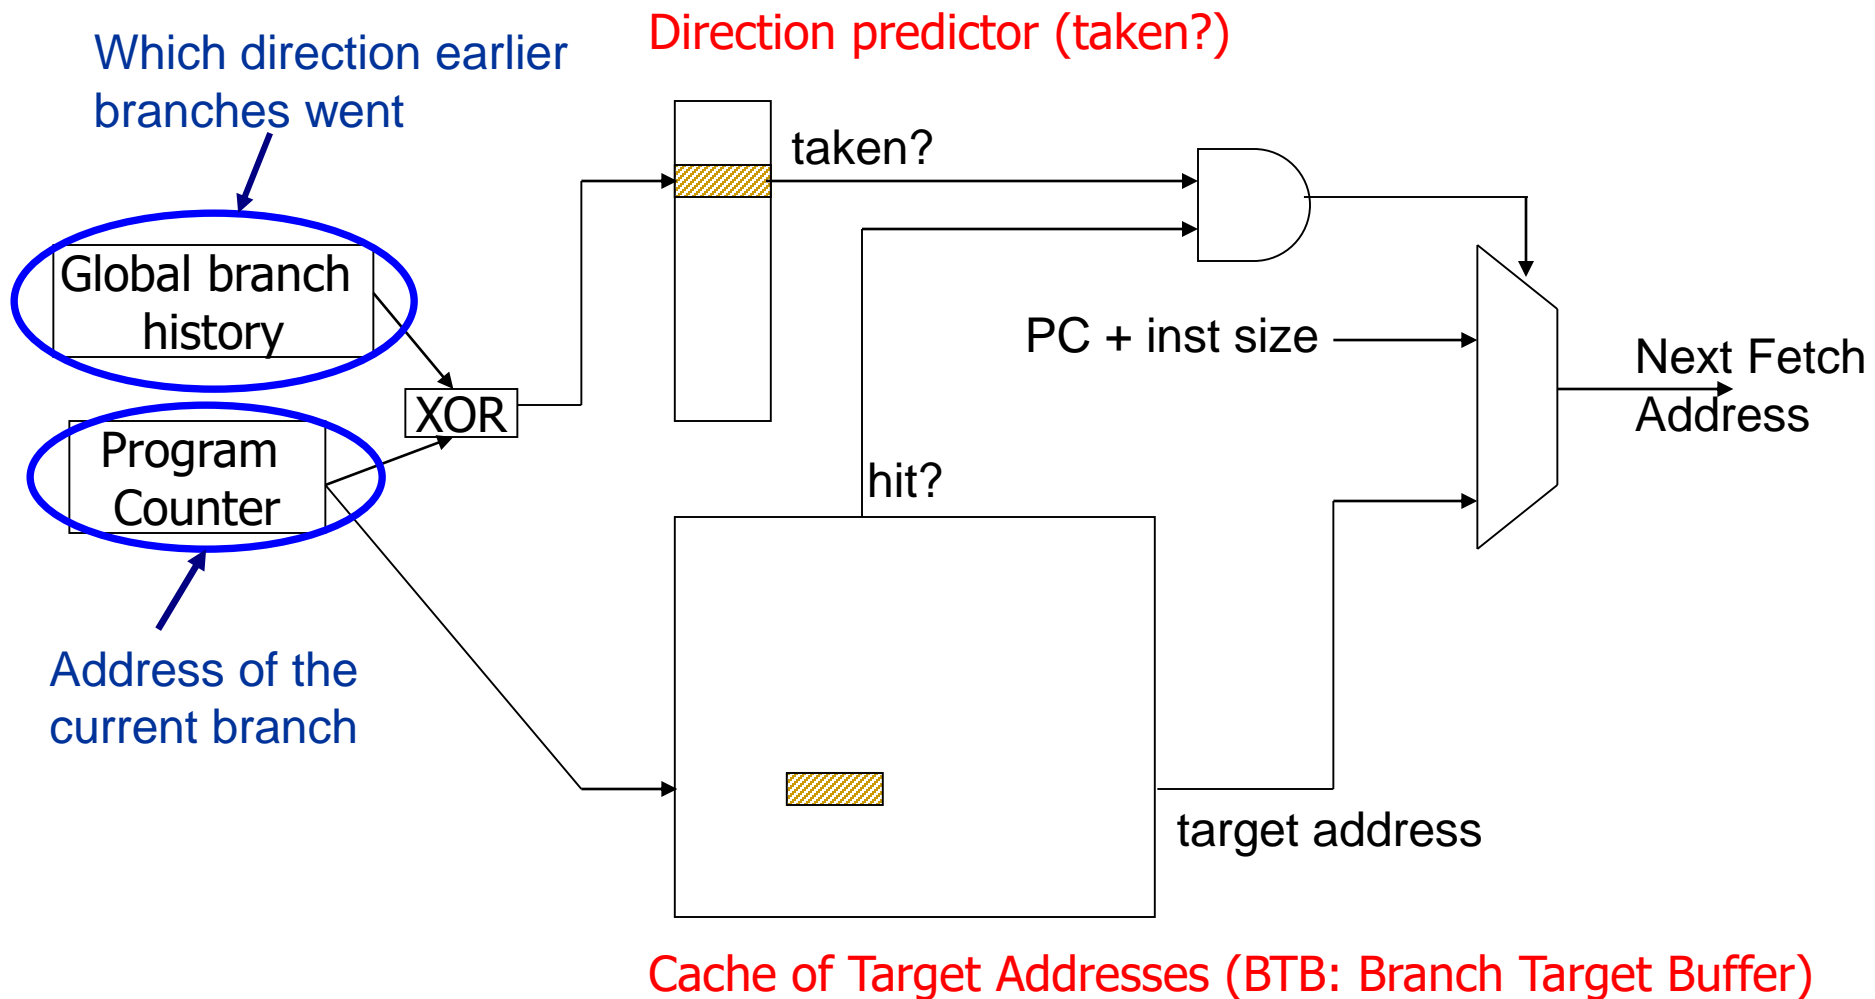 Direction predictor (taken?)
Which direction earlier
branches went
taken?
Global branch
history
PC + inst size
Next Fetch
Address
XOR
Program
Counter
hit?
Address of the
current branch
target address
Cache of Target Addresses (BTB: Branch Target Buffer)